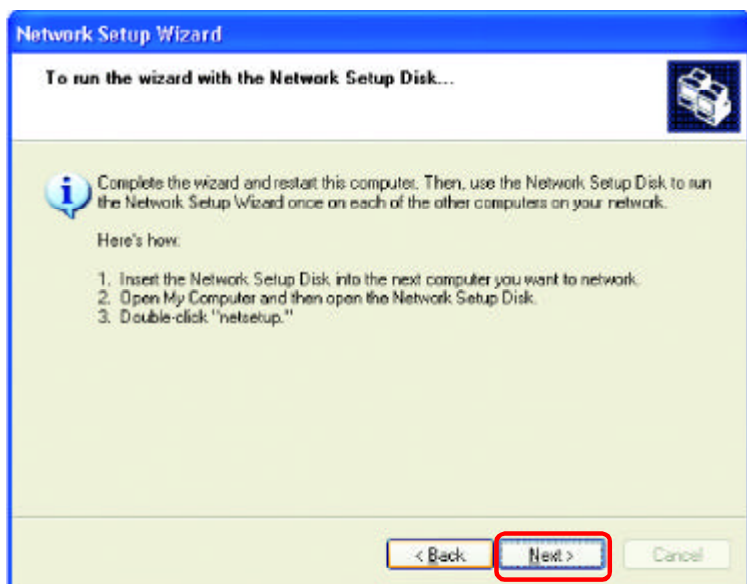 Network Setup Wizard
To run the wizard with the Network Setup Disk...
Complete the wizard and restart this computer. Then, use the Network Setup Disk to run
the Network Setup Wizard once on each of the other computers on your network.
Here's how:
1. Insert the Network Setup Disk into the next computer you want to network.
2. Open My Computer and then open the Network Setup Disk.
3. Double-click "netsetup."
< Back
Next >
Cancel